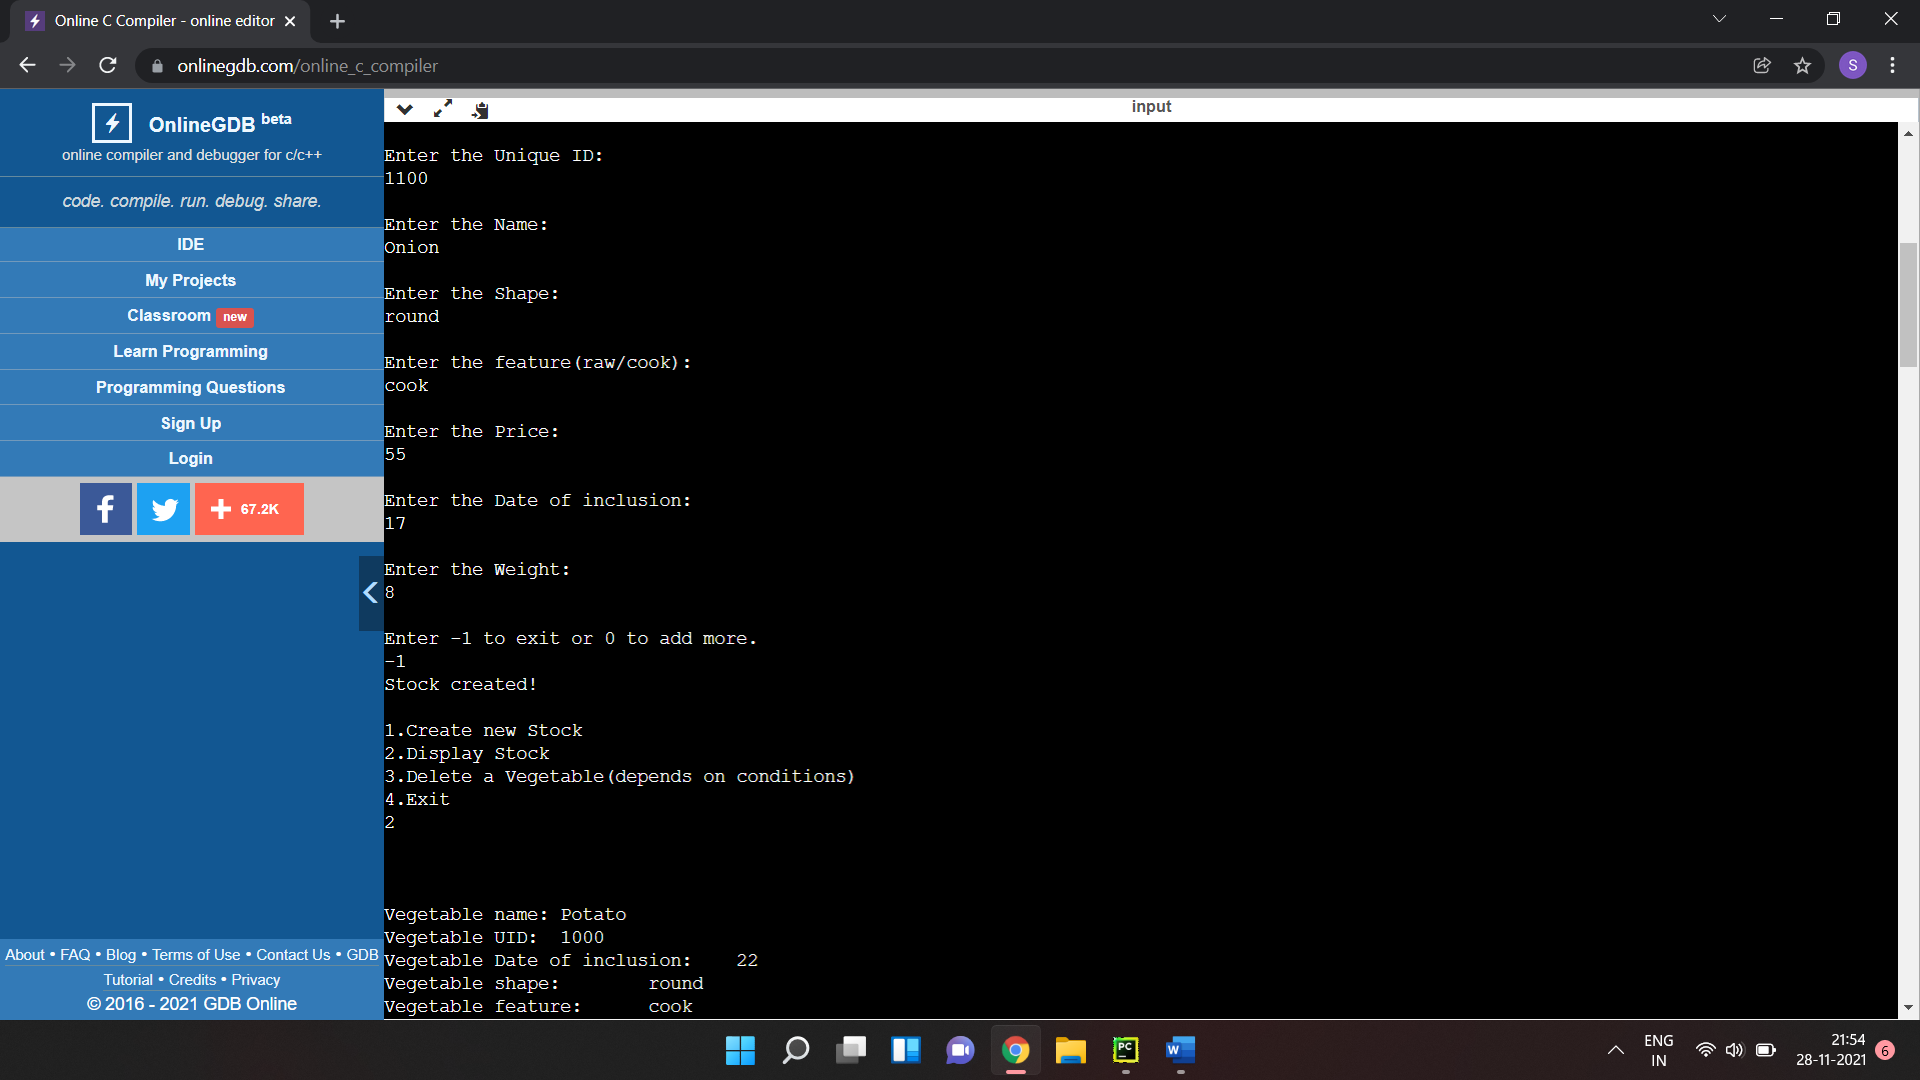 Online C Compiler - online editor
onlinegdb.com/online_c_compiler
S
OnlineGDB beta
online compiler and debugger for c/c++
code. compile. run. debug. share.
IDE
My Projects
Classroom new
Learn Programming
Programming Questions
Sign Up
Login
67.2K
About • FAQ • Blog • Terms of Use • Contact Us • GDB
Tutorial • Credits • Privacy
© 2016 - 2021 GDB Online
input
Enter the Unique ID:
1100
Enter the Name:
Onion
Enter the Shape:
round
Enter the feature(raw/cook):
cook
Enter the Price:
55
Enter the Date of inclusion:
17
Enter the Weight:
8
Enter -1 to exit or 0 to add more.
-1
Stock created!
1.Create new Stock
2.Display Stock
3.Delete a Vegetable(depends on conditions)
4.Exit
2
Vegetable name: Potato
Vegetable UID:  1000
Vegetable Date of inclusion:    22
Vegetable shape:        round
Vegetable feature:      cook
PC
W
ENG
IN
21:54
28-11-2021
6